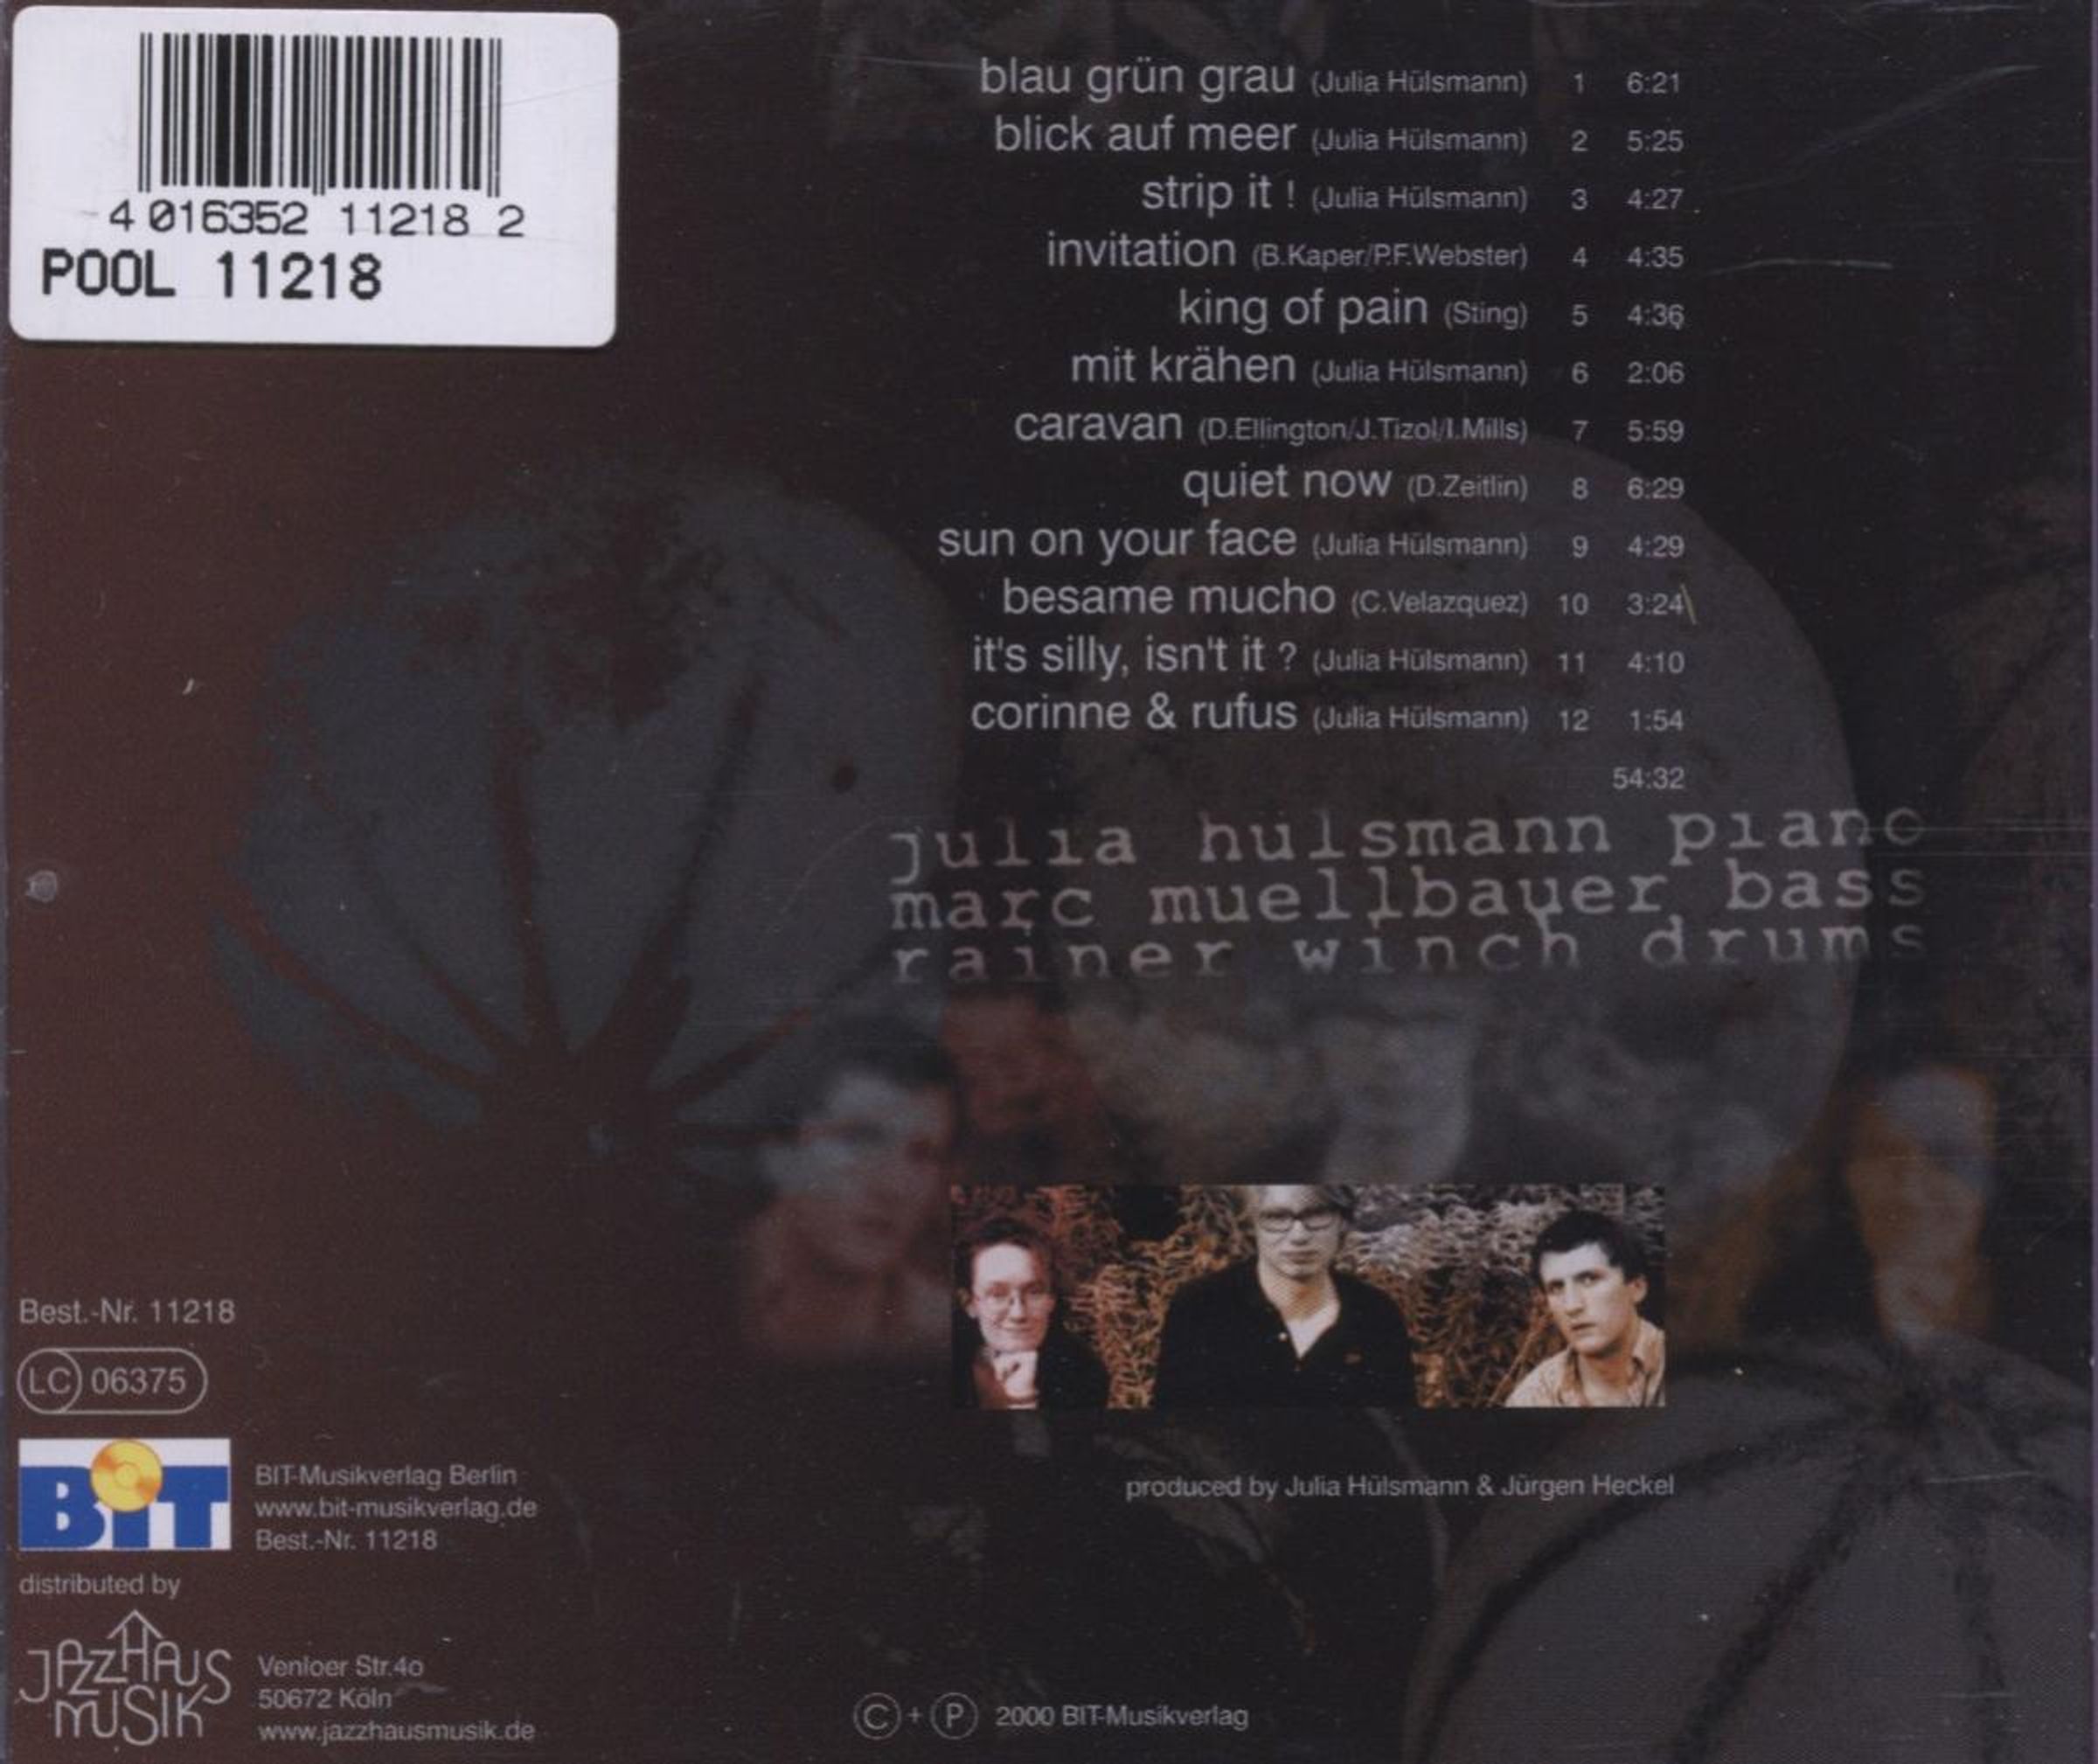 4 016352 11218 2
POOL 11218
blau grün grau (Julia Hülsmann) 1 6:21
blick auf meer (Julia Hülsmann) 2 5:25
strip it ! (Julia Hülsmann) 3 4:27
invitation (B.Kaper/P.F.Webster) 4 4:35
king of pain (Sting) 5 4:36
mit krähen (Julia Hülsmann) 6 2:06
caravan (D.Ellington/J.Tizol/I.Mills) 7 5:59
quiet now (D.Zeitlin) 8 6:29
sun on your face (Julia Hülsmann) 9 4:29
besame mucho (C.Velazquez) 10 3:24
it's silly, isn't it ? (Julia Hülsmann) 11 4:10
corinne & rufus (Julia Hülsmann) 12 1:54
54:32
julia hulsmann piano
marc muellbauer bass
rainer winch drums
produced by Julia Hülsmann & Jürgen Heckel
Best.-Nr. 11218
LC 06375
BIT
BIT-Musikverlag Berlin
www.bit-musikverlag.de
Best.-Nr. 11218
distributed by
JAZZHAUS
MUSIK
Venloer Str.40
50672 Köln
www.jazzhausmusik.de
C + P 2000 BIT-Musikverlag